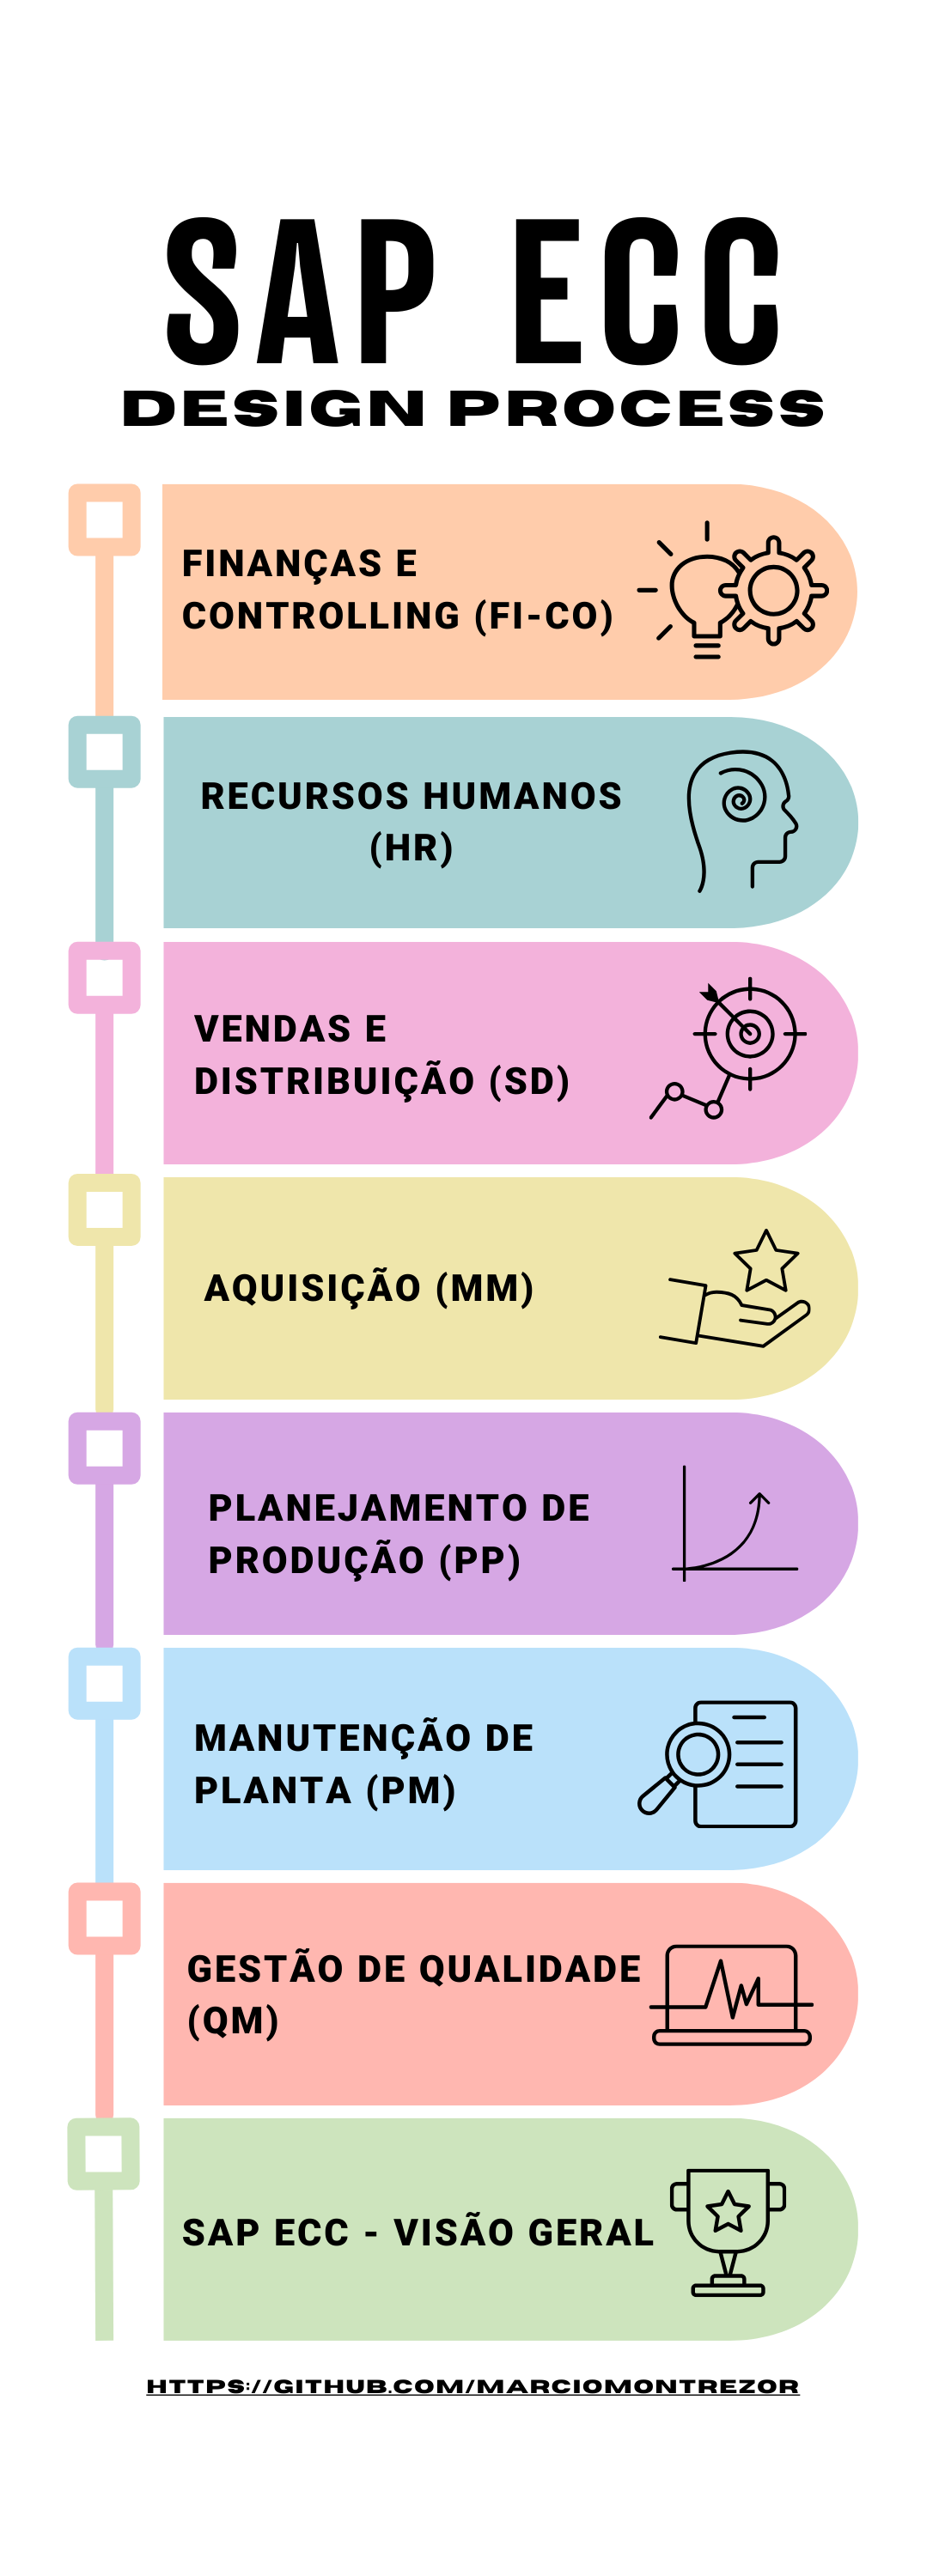 SAP ECC
DESIGN PROCESS
FINANÇAS E
CONTROLLING (FI-CO)
RECURSOS HUMANOS
(HR)
VENDAS E
DISTRIBUIÇÃO (SD)
AQUISIÇÃO (MM)
PLANEJAMENTO DE
PRODUÇÃO (PP)
MANUTENÇÃO DE
PLANTA (PM)
GESTÃO DE QUALIDADE
(QM)
SAP ECC - VISÃO GERAL
HTTPS://GITHUB.COM/MARCIOMONTREZOR